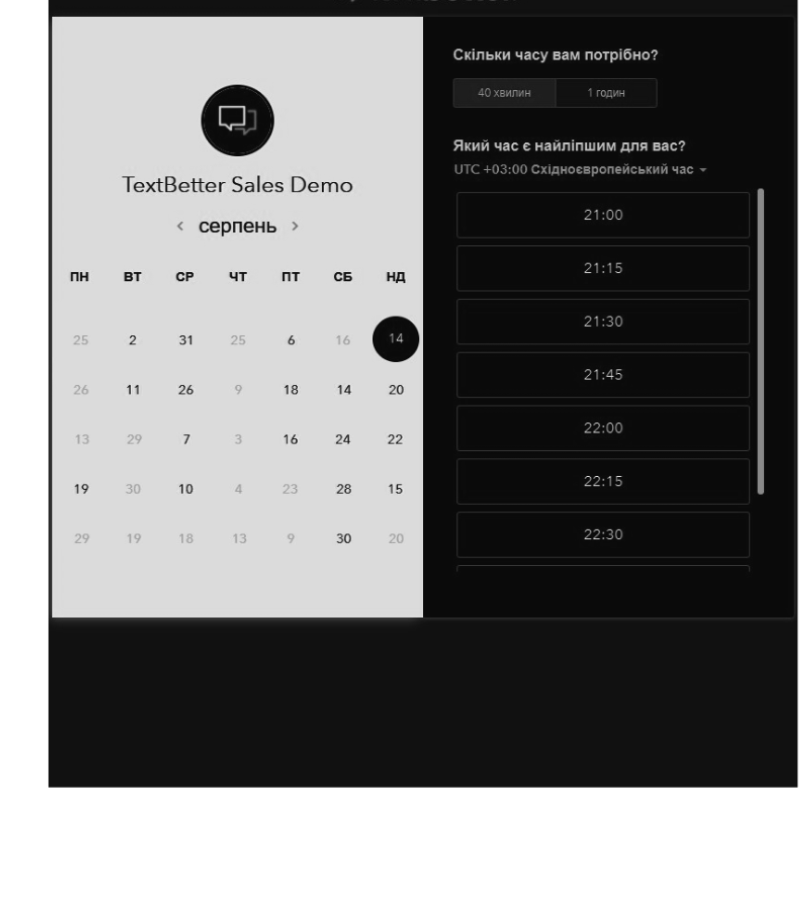 TextBetter Sales Demo
< серпень >
ПН ВТ СР ЧТ ПТ СБ НД
25 2 31 25 6 16 14
26 11 26 9 18 14 20
13 29 7 3 16 24 22
19 30 10 4 23 28 15
29 19 18 13 9 30 20
Скільки часу вам потрібно?
40 хвилин 1 годин
Який час є найліпшим для вас?
UTC +03:00 Східноєвропейський час
21:00
21:15
21:30
21:45
22:00
22:15
22:30